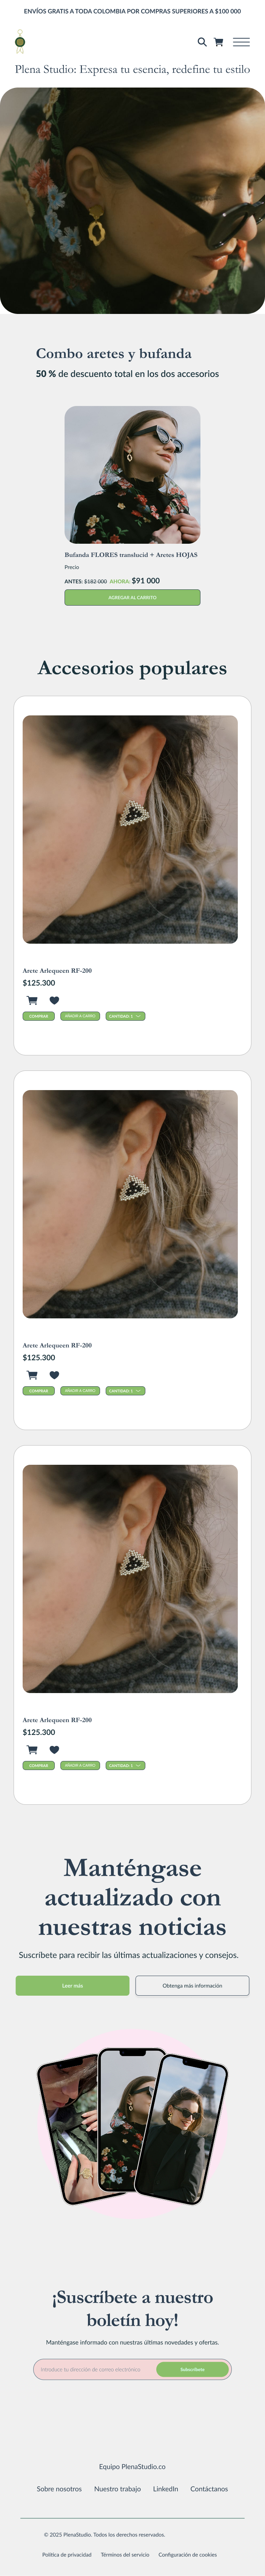 ENVÍOS GRATIS A TODA COLOMBIA POR COMPRAS SUPERIORES A $100 000
Plena Studio: Expresa tu esencia, redefine tu estilo
Combo aretes y bufanda
50 % de descuento total en los dos accesorios
Bufanda FLORES translucid + Aretes HOJAS
Precio
ANTES: $182 000 AHORA: $91 000
AGREGAR AL CARRITO
Accesorios populares
Arete Arlequeen RF-200
$125.300
COMPRAR AÑADIR A CARRO CANTIDAD: 1
Arete Arlequeen RF-200
$125.300
COMPRAR AÑADIR A CARRO CANTIDAD: 1
Arete Arlequeen RF-200
$125.300
COMPRAR AÑADIR A CARRO CANTIDAD: 1
Manténgase
actualizado con
nuestras noticias
Suscríbete para recibir las últimas actualizaciones y consejos.
Leer más
Obtenga más información
¡Suscríbete a nuestro
boletín hoy!
Manténgase informado con nuestras últimas novedades y ofertas.
Introduce tu dirección de correo electrónico
Subscríbete
Equipo PlenaStudio.co
Sobre nosotros Nuestro trabajo LinkedIn Contáctanos
© 2025 PlenaStudio. Todos los derechos reservados.
Política de privacidad Términos del servicio Configuración de cookies